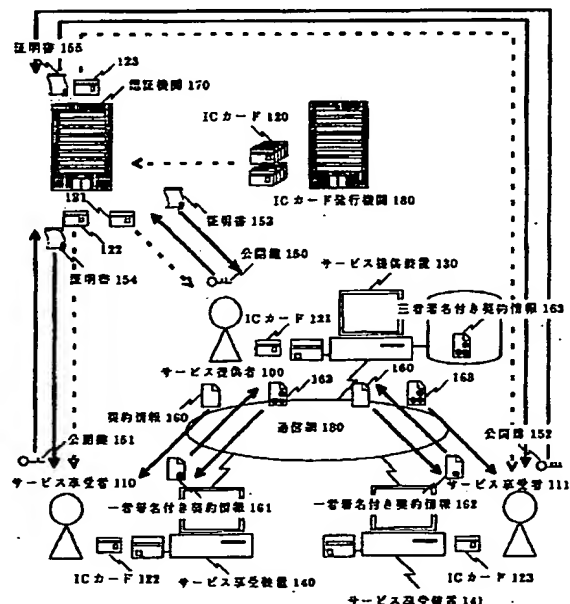 証明書 155
123
認証機関 170
ICカード 120
ICカード発行機関 180
121
122
証明書 154
証明書 153
公開鍵 150
サービス提供装置 130
三者署名付き契約情報 163
ICカード 121
サービス提供者 100
契約情報 160
163
160
163
通信網 190
公開鍵 151
公開鍵 152
サービス享受者 110
サービス享受者 111
一者署名付き契約情報 161
一者署名付き契約情報 162
ICカード 122
サービス享受装置 140
ICカード 123
サービス享受装置 141